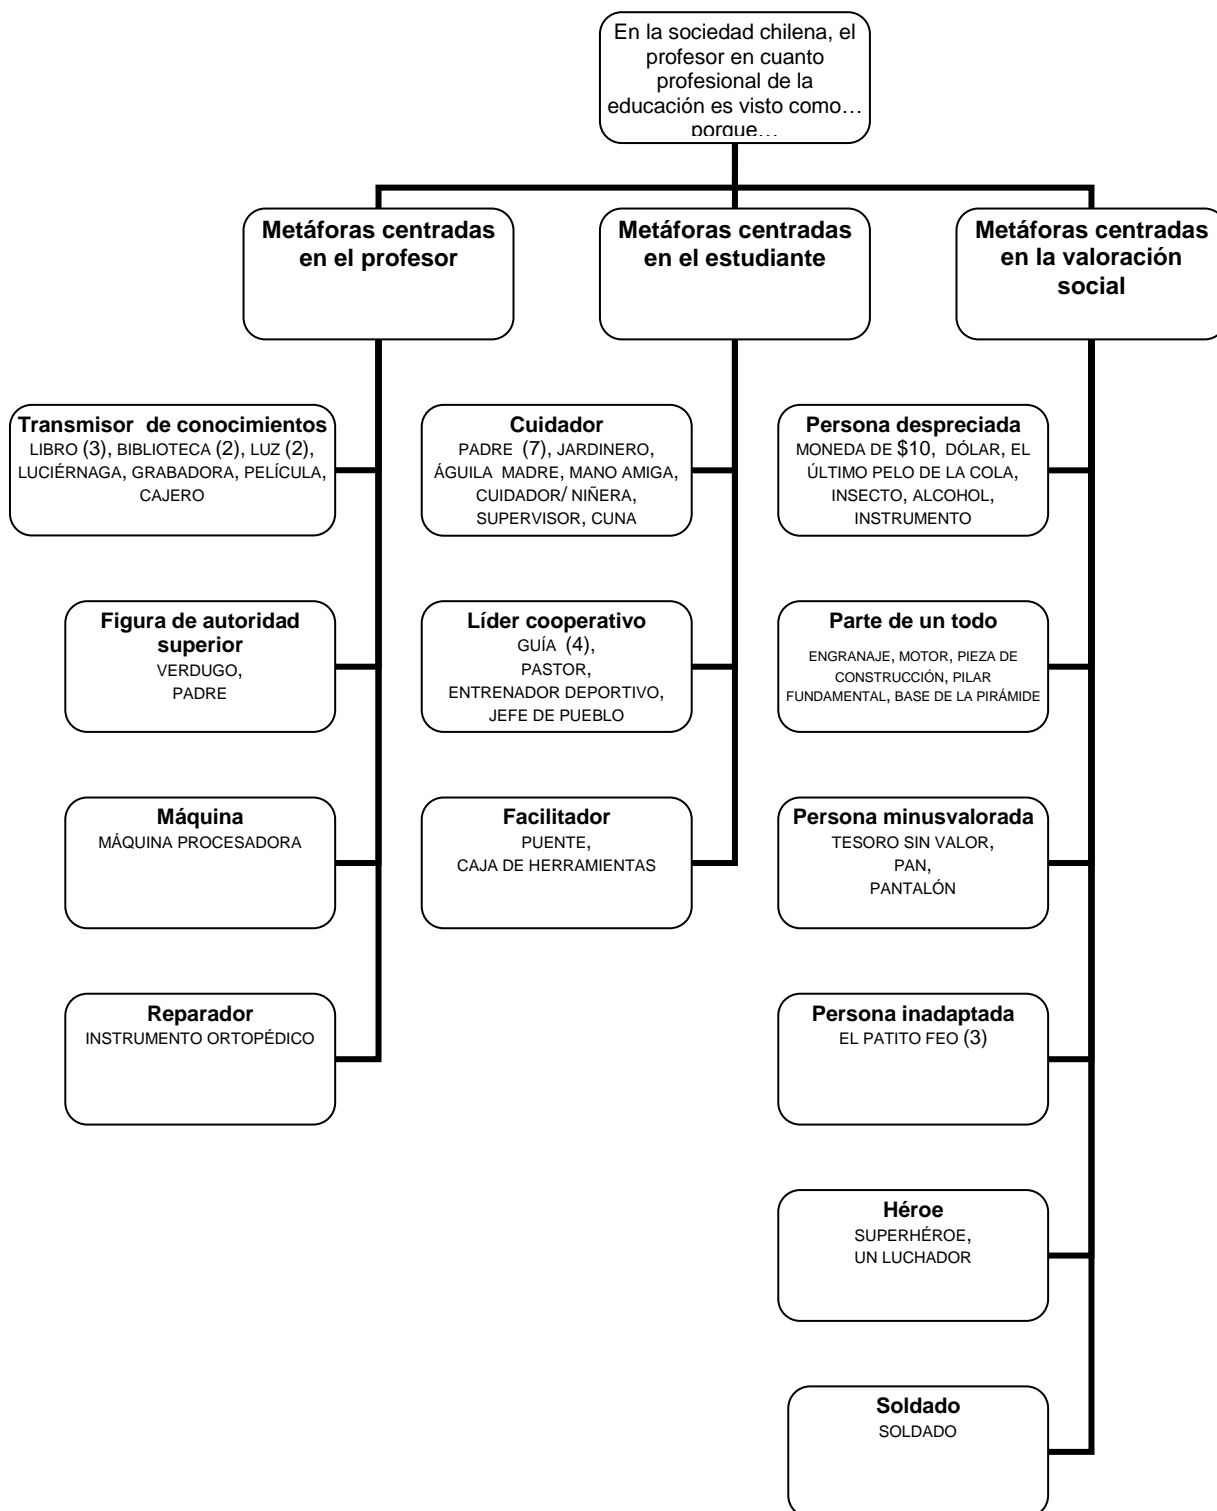 En la sociedad chilena, el
profesor en cuanto
profesional de la
educación es visto como…
porque…
Metáforas centradas
en el profesor
Metáforas centradas
en el estudiante
Metáforas centradas
en la valoración
social
Transmisor de conocimientos
LIBRO (3), BIBLIOTECA (2), LUZ (2),
LUCIÉRNAGA, GRABADORA, PELÍCULA,
CAJERO
Cuidador
PADRE (7), JARDINERO,
ÁGUILA MADRE, MANO AMIGA,
CUIDADOR/ NIÑERA,
SUPERVISOR, CUNA
Persona despreciada
MONEDA DE $10, DÓLAR, EL
ÚLTIMO PELO DE LA COLA,
INSECTO, ALCOHOL,
INSTRUMENTO
Figura de autoridad
superior
VERDUGO,
PADRE
Líder cooperativo
GUÍA (4),
PASTOR,
ENTRENADOR DEPORTIVO,
JEFE DE PUEBLO
Parte de un todo
ENGRANAJE, MOTOR, PIEZA DE
CONSTRUCCIÓN, PILAR
FUNDAMENTAL, BASE DE LA PIRÁMIDE
Máquina
MÁQUINA PROCESADORA
Facilitador
PUENTE,
CAJA DE HERRAMIENTAS
Persona minusvalorada
TESORO SIN VALOR,
PAN,
PANTALÓN
Reparador
INSTRUMENTO ORTOPÉDICO
Persona inadaptada
EL PATITO FEO (3)
Héroe
SUPERHÉROE,
UN LUCHADOR
Soldado
SOLDADO